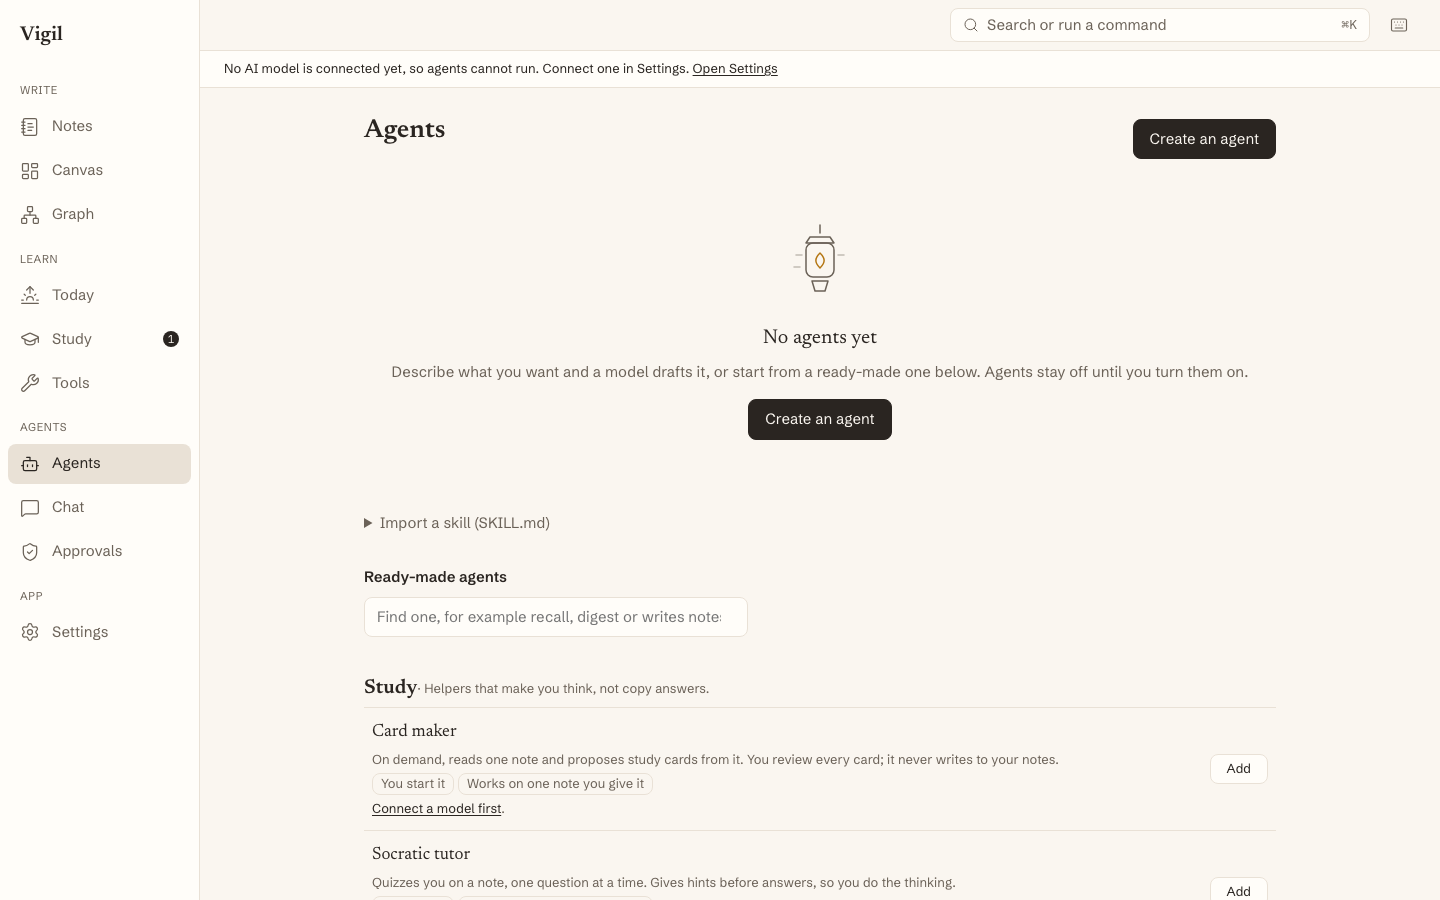 Vigil
WRITE
Notes
Canvas
Graph
LEARN
Today
Study 1
Tools
AGENTS
Agents
Chat
Approvals
APP
Settings
Search or run a command ⌘K
No AI model is connected yet, so agents cannot run. Connect one in Settings. Open Settings
Agents
Create an agent
No agents yet
Describe what you want and a model drafts it, or start from a ready-made one below. Agents stay off until you turn them on.
Create an agent
Import a skill (SKILL.md)
Ready-made agents
Find one, for example recall, digest or writes notes
Study · Helpers that make you think, not copy answers.
Card maker
On demand, reads one note and proposes study cards from it. You review every card; it never writes to your notes.
You start it Works on one note you give it
Add
Connect a model first.
Socratic tutor
Quizzes you on a note, one question at a time. Gives hints before answers, so you do the thinking.
Add